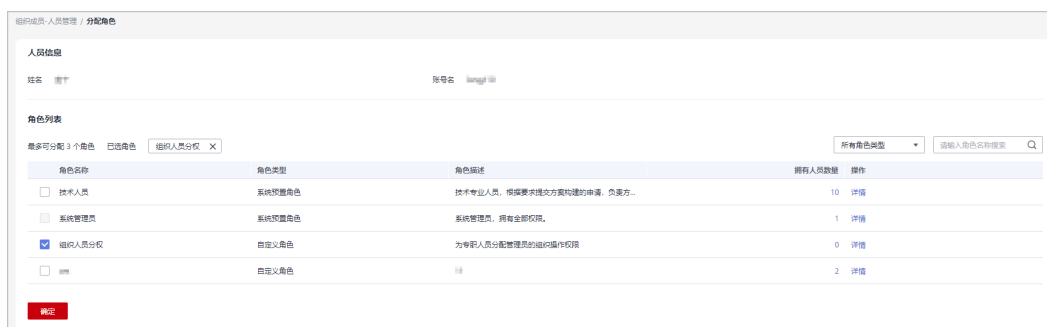 组织成员-人员管理 / 分配角色
人员信息
姓名 账号名
角色列表
最多可分配 3 个角色 已选角色 组织人员分权 X 所有角色类型 请输入角色名称搜索
角色名称 角色类型 角色描述 拥有人员数量 操作
技术人员 系统预置角色 技术专业人员，根据要求提交方案构建的申请，负责方... 10 详情
系统管理员 系统预置角色 系统管理员，拥有全部权限。 1 详情
组织人员分权 自定义角色 为专职人员分配管理员的组织操作权限 0 详情
自定义角色 2 详情
确定